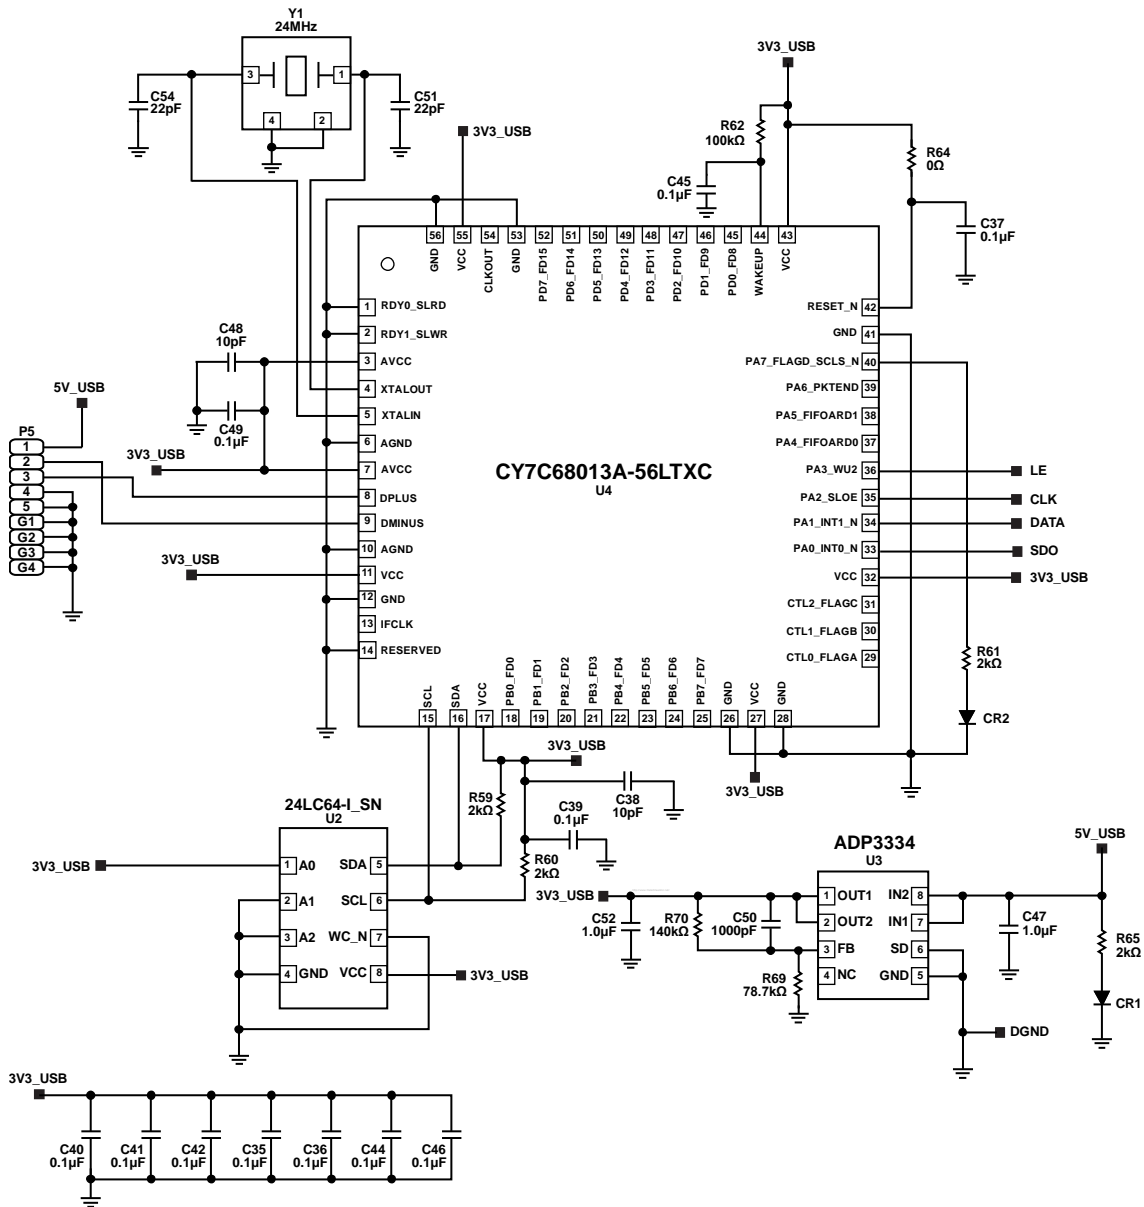 Y1
24MHz
3
1
4
2
C54
22pF
C51
22pF
3V3_USB
3V3_USB
R62
100kΩ
R64
0Ω
C45
0.1µF
C37
0.1µF
56
55
54
53
52
51
50
49
48
47
46
45
44
43
GND
VCC
CLKOUT
GND
PD7_FD15
PD6_FD14
PD5_FD13
PD4_FD12
PD3_FD11
PD2_FD10
PD1_FD9
PD0_FD8
WAKEUP
VCC
1 RDY0_SLRD
2 RDY1_SLWR
3 AVCC
4 XTALOUT
5 XTALIN
6 AGND
7 AVCC
8 DPLUS
9 DMINUS
10 AGND
11 VCC
12 GND
13 IFCLK
14 RESERVED
RESET_N 42
GND 41
PA7_FLAGD_SCLS_N 40
PA6_PKTEND 39
PA5_FIFOARD1 38
PA4_FIFOARD0 37
PA3_WU2 36
PA2_SLOE 35
PA1_INT1_N 34
PA0_INT0_N 33
VCC 32
CTL2_FLAGC 31
CTL1_FLAGB 30
CTL0_FLAGA 29
CY7C68013A-56LTXC
U4
LE
CLK
DATA
SDO
3V3_USB
C48
10pF
C49
0.1µF
5V_USB
P5
1
2
3
4
5
G1
G2
G3
G4
3V3_USB
3V3_USB
SCL
SDA
VCC
PB0_FD0
PB1_FD1
PB2_FD2
PB3_FD3
PB4_FD4
PB5_FD5
PB6_FD6
PB7_FD7
GND
VCC
GND
15
16
17
18
19
20
21
22
23
24
25
26
27
28
R61
2kΩ
CR2
3V3_USB
3V3_USB
R59
2kΩ
C39
0.1µF
C38
10pF
R60
2kΩ
24LC64-I_SN
U2
3V3_USB
1 A0
2 A1
3 A2
4 GND
SDA 5
SCL 6
WC_N 7
VCC 8
3V3_USB
ADP3334
U3
5V_USB
3V3_USB
C52
1.0µF
R70
140kΩ
C50
1000pF
R69
78.7kΩ
1 OUT1
2 OUT2
3 FB
4 NC
IN2 8
IN1 7
SD 6
GND 5
C47
1.0µF
R65
2kΩ
CR1
DGND
3V3_USB
C40
0.1µF
C41
0.1µF
C42
0.1µF
C35
0.1µF
C36
0.1µF
C44
0.1µF
C46
0.1µF